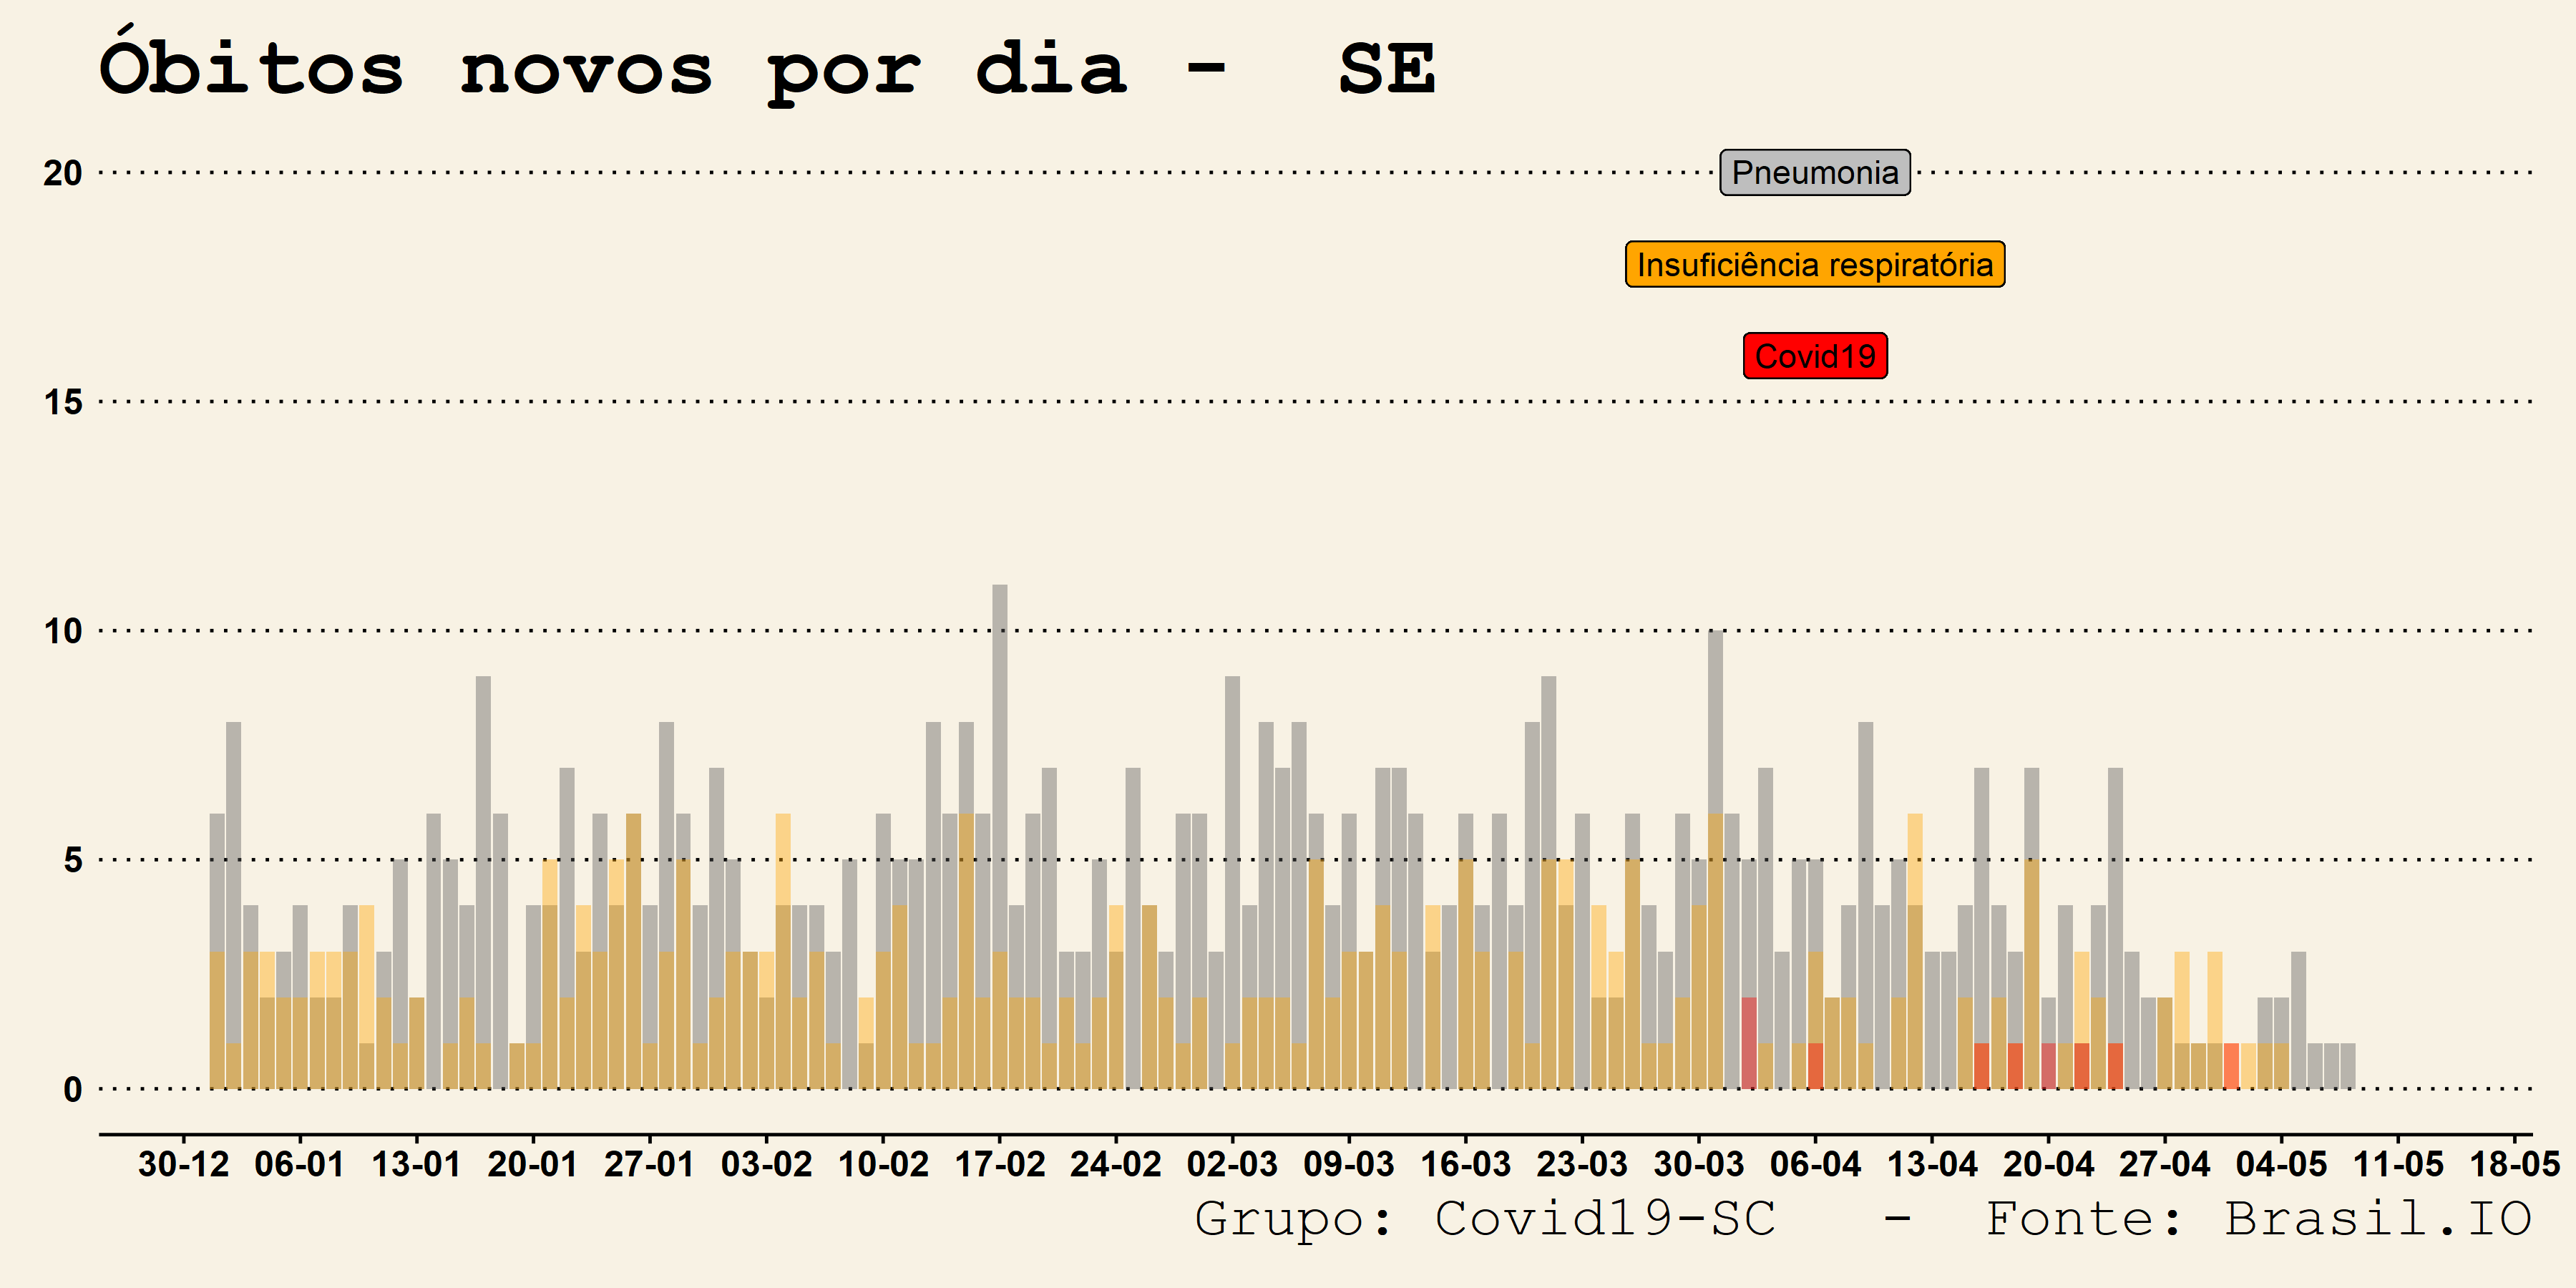 Óbitos novos por dia - SE
20
Pneumonia
Insuficiência respiratória
Covid19
15
10
5
0
30-12 06-01 13-01 20-01 27-01 03-02 10-02 17-02 24-02 02-03 09-03 16-03 23-03 30-03 06-04 13-04 20-04 27-04 04-05 11-05 18-05
Grupo: Covid19-SC - Fonte: Brasil.IO